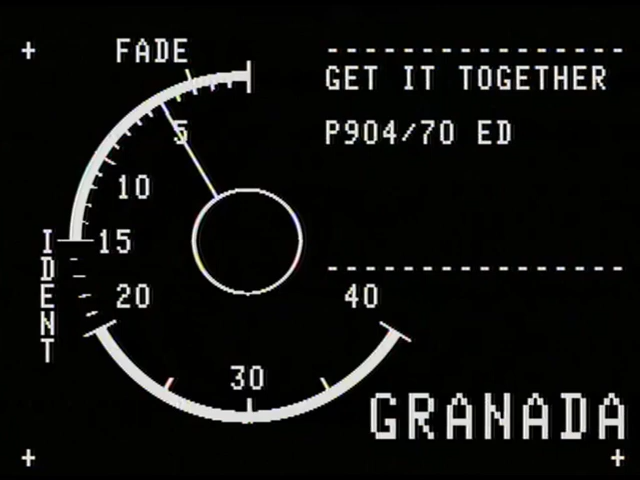 FADE
GET IT TOGETHER
P904/70 ED
5
10
15
20
30
40
IDENT
GRANADA